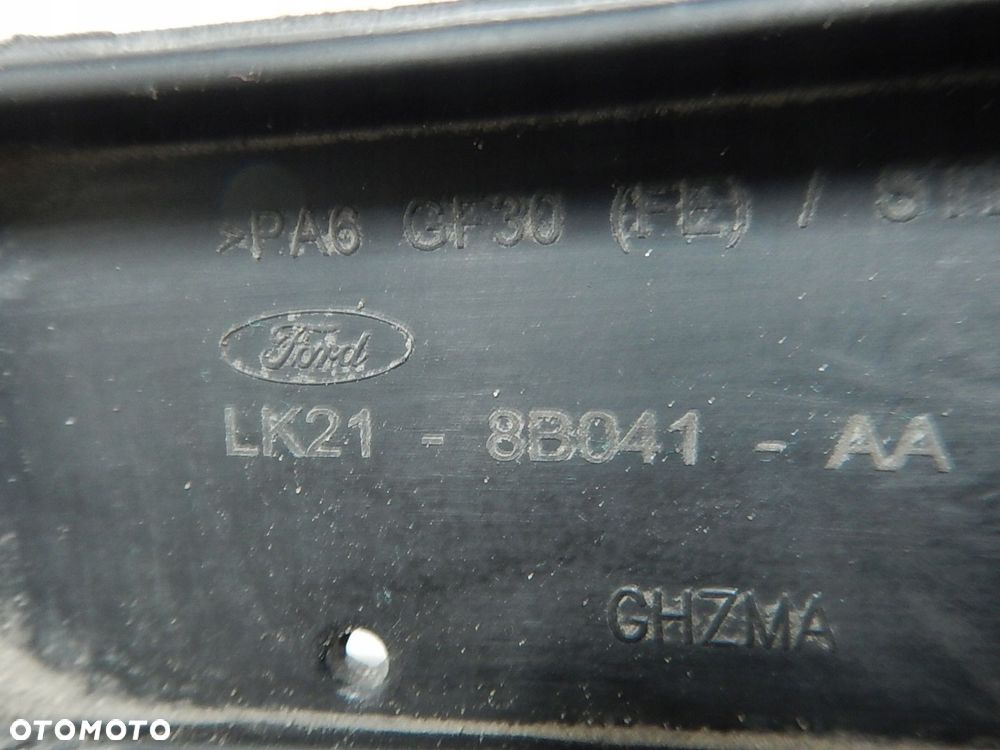 >PA6 GF30 (FE) /
Ford
LK21 - 8B041 - AA
GHZMA
OTOMOTO